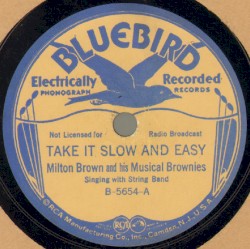 BLUEBIRD
Electrically Recorded
PHONOGRAPH RECORDS
Not Licensed for Radio Broadcast
TAKE IT SLOW AND EASY
Milton Brown and his Musical Brownies
Singing with String Band
B-5654-A
RCA Manufacturing Co., Inc., Camden, N.J., U.S.A.